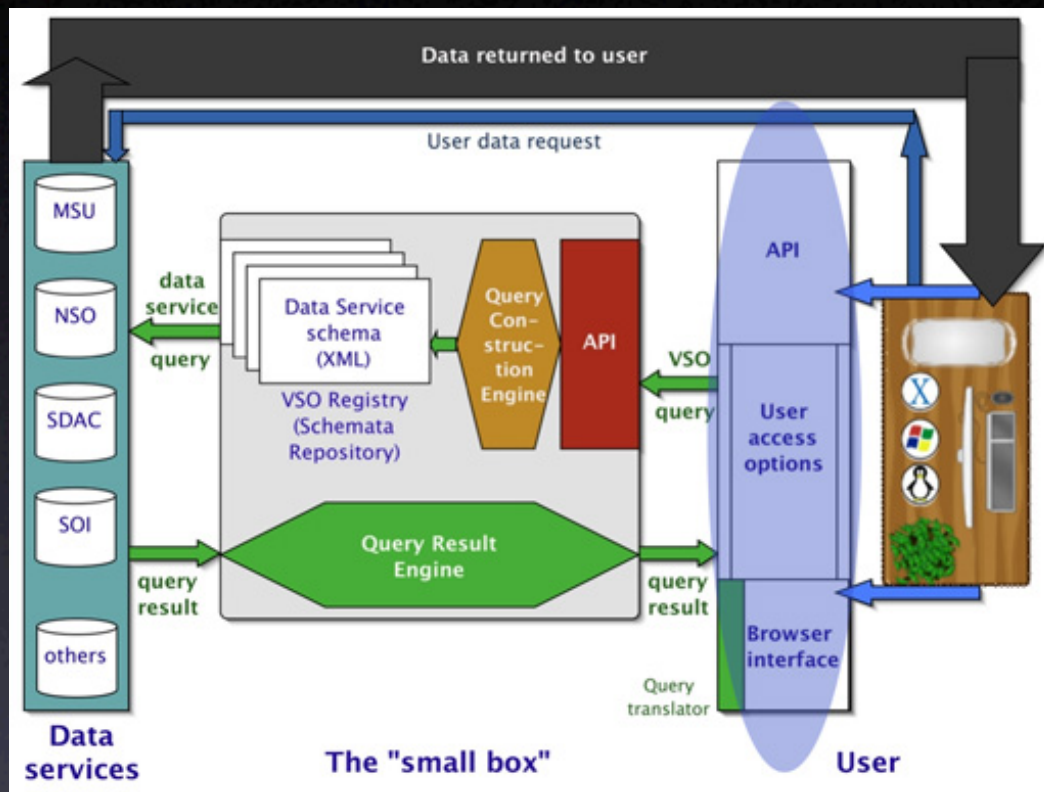 Data returned to user
User data request
MSU
NSO
SDAC
SOI
others
data
service
query
query
result
Data Service
schema
(XML)
VSO Registry
(Schemata
Repository)
Query
Con-
struc-
tion
Engine
API
Query Result
Engine
VSO
query
query
result
API
User
access
options
Browser
interface
Query
translator
X
Data
services
The "small box"
User